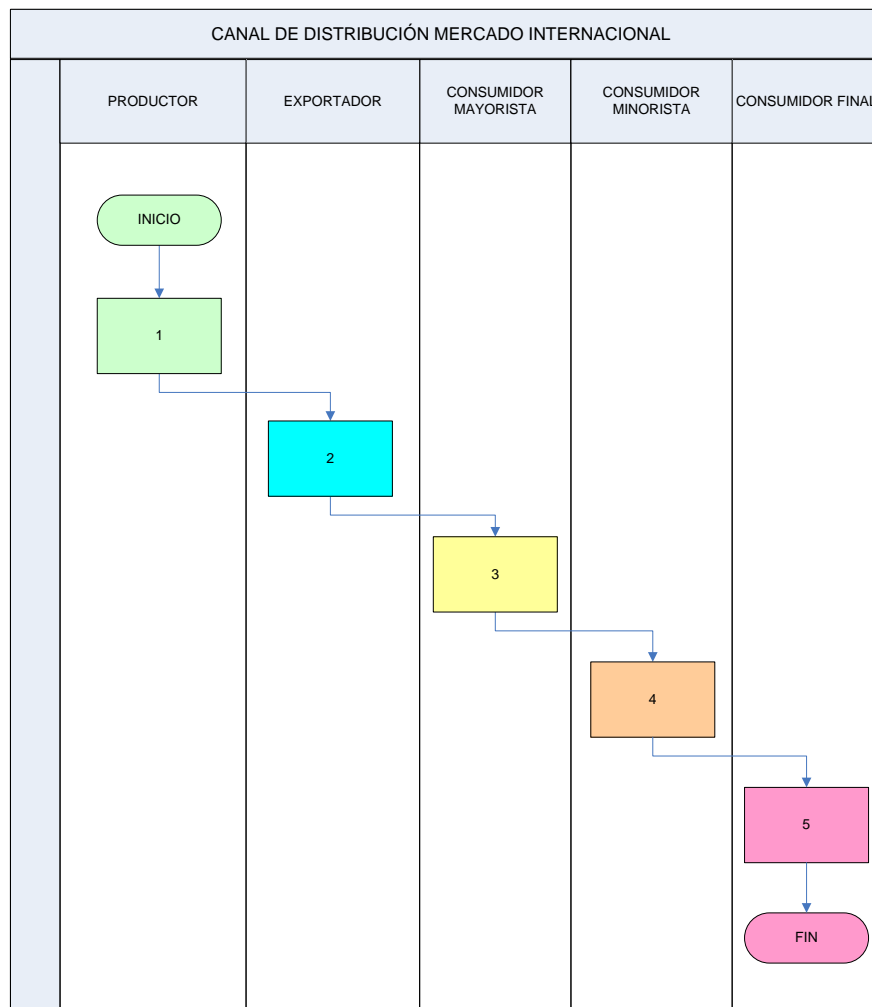 CANAL DE DISTRIBUCIÓN MERCADO INTERNACIONAL
PRODUCTOR
EXPORTADOR
CONSUMIDOR
MAYORISTA
CONSUMIDOR
MINORISTA
CONSUMIDOR FINAL
INICIO
1
2
3
4
5
FIN